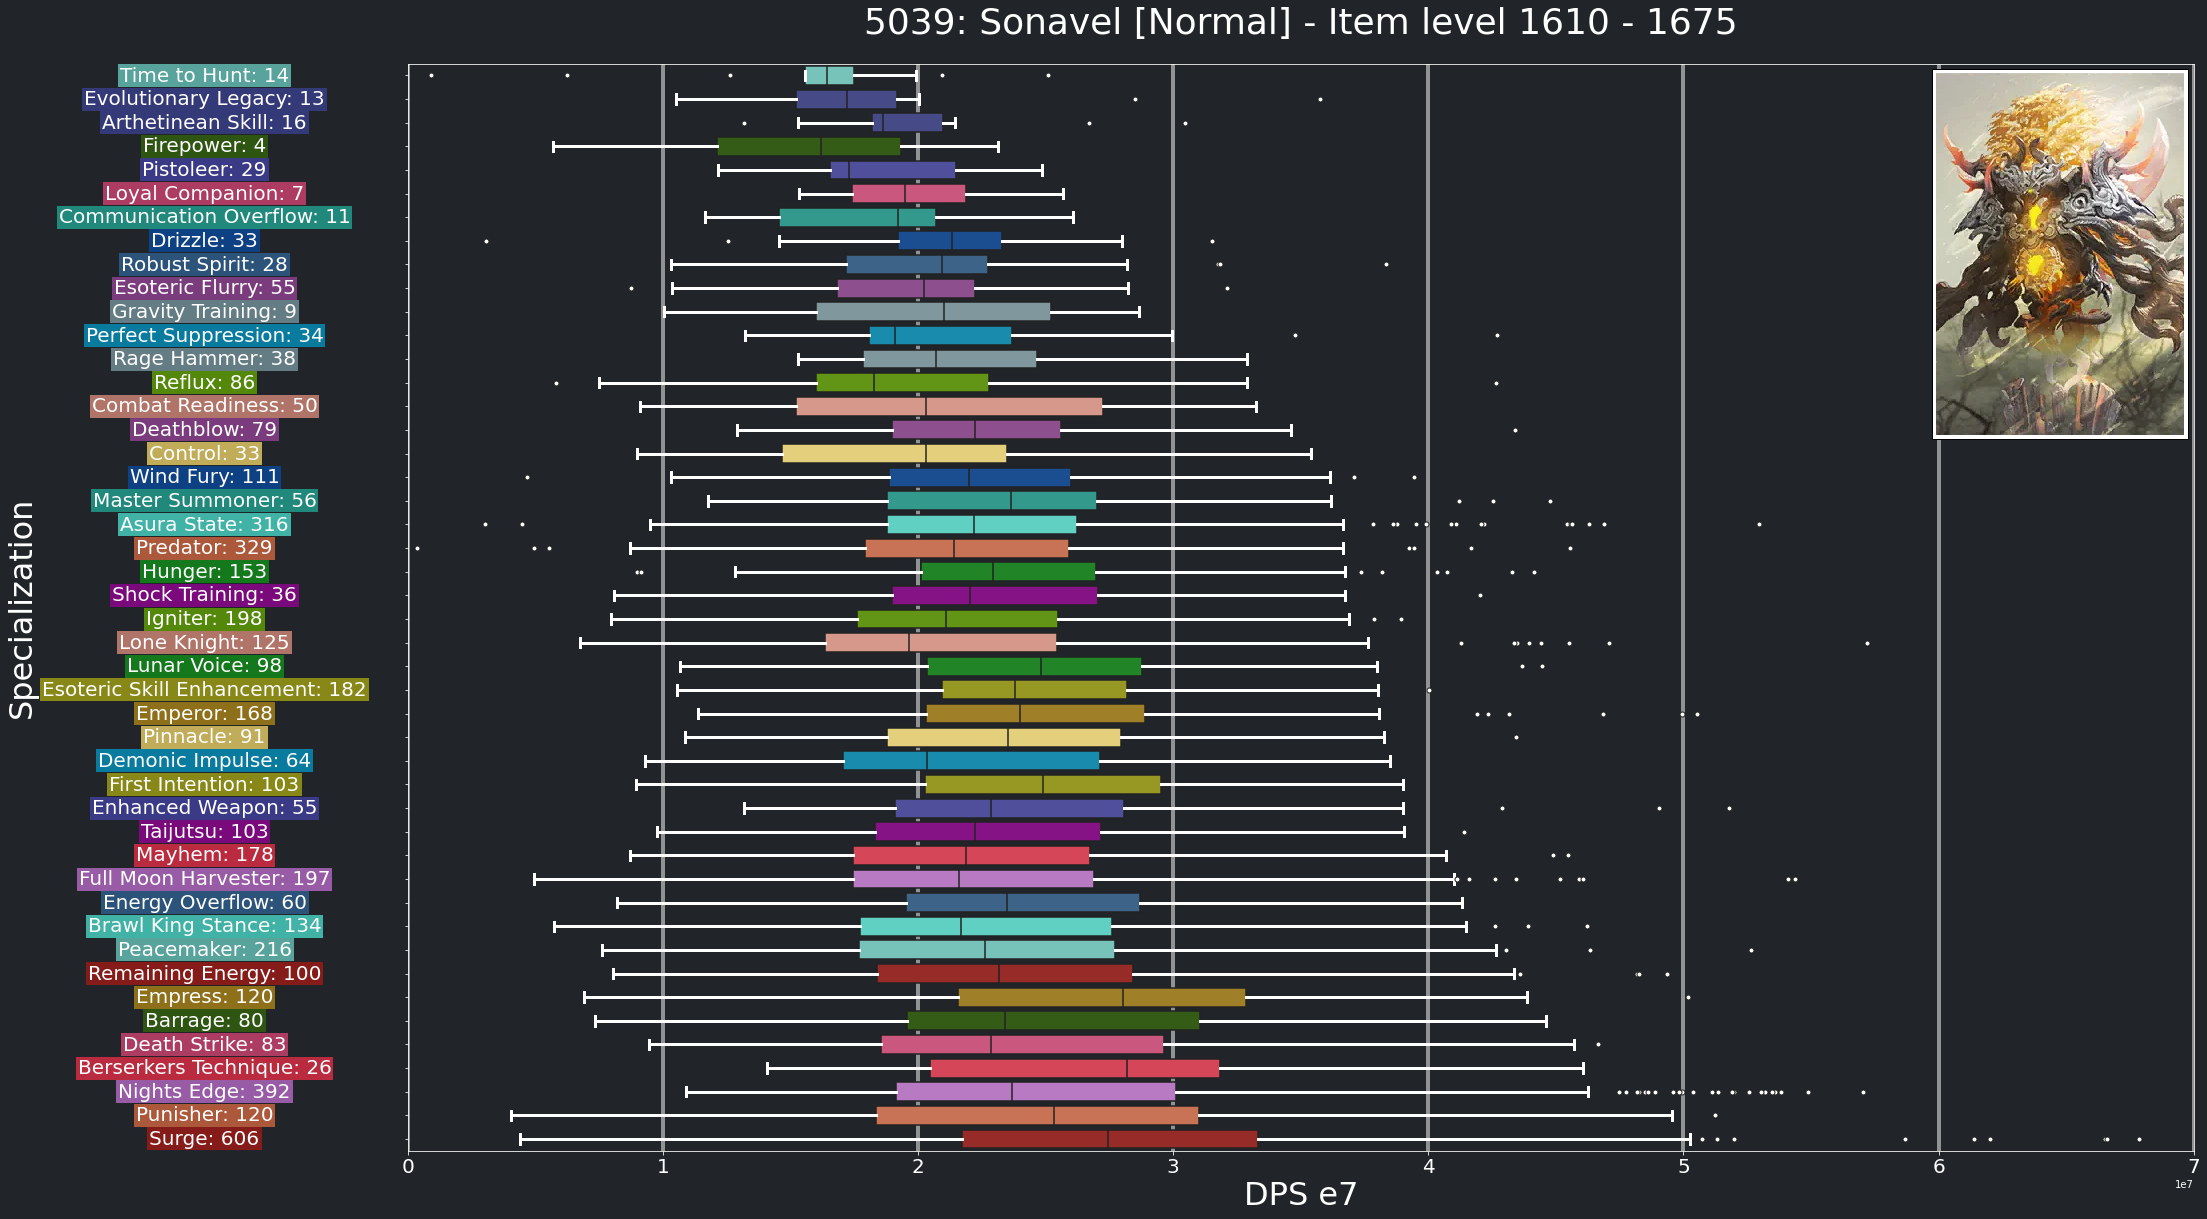 5039: Sonavel [Normal] - Item level 1610 - 1675
Specialization
Time to Hunt: 14
Evolutionary Legacy: 13
Arthetinean Skill: 16
Firepower: 4
Pistoleer: 29
Loyal Companion: 7
Communication Overflow: 11
Drizzle: 33
Robust Spirit: 28
Esoteric Flurry: 55
Gravity Training: 9
Perfect Suppression: 34
Rage Hammer: 38
Reflux: 86
Combat Readiness: 50
Deathblow: 79
Control: 33
Wind Fury: 111
Master Summoner: 56
Asura State: 316
Predator: 329
Hunger: 153
Shock Training: 36
Igniter: 198
Lone Knight: 125
Lunar Voice: 98
Esoteric Skill Enhancement: 182
Emperor: 168
Pinnacle: 91
Demonic Impulse: 64
First Intention: 103
Enhanced Weapon: 55
Taijutsu: 103
Mayhem: 178
Full Moon Harvester: 197
Energy Overflow: 60
Brawl King Stance: 134
Peacemaker: 216
Remaining Energy: 100
Empress: 120
Barrage: 80
Death Strike: 83
Berserkers Technique: 26
Nights Edge: 392
Punisher: 120
Surge: 606
0 1 2 3 4 5 6 7
1e7
DPS e7